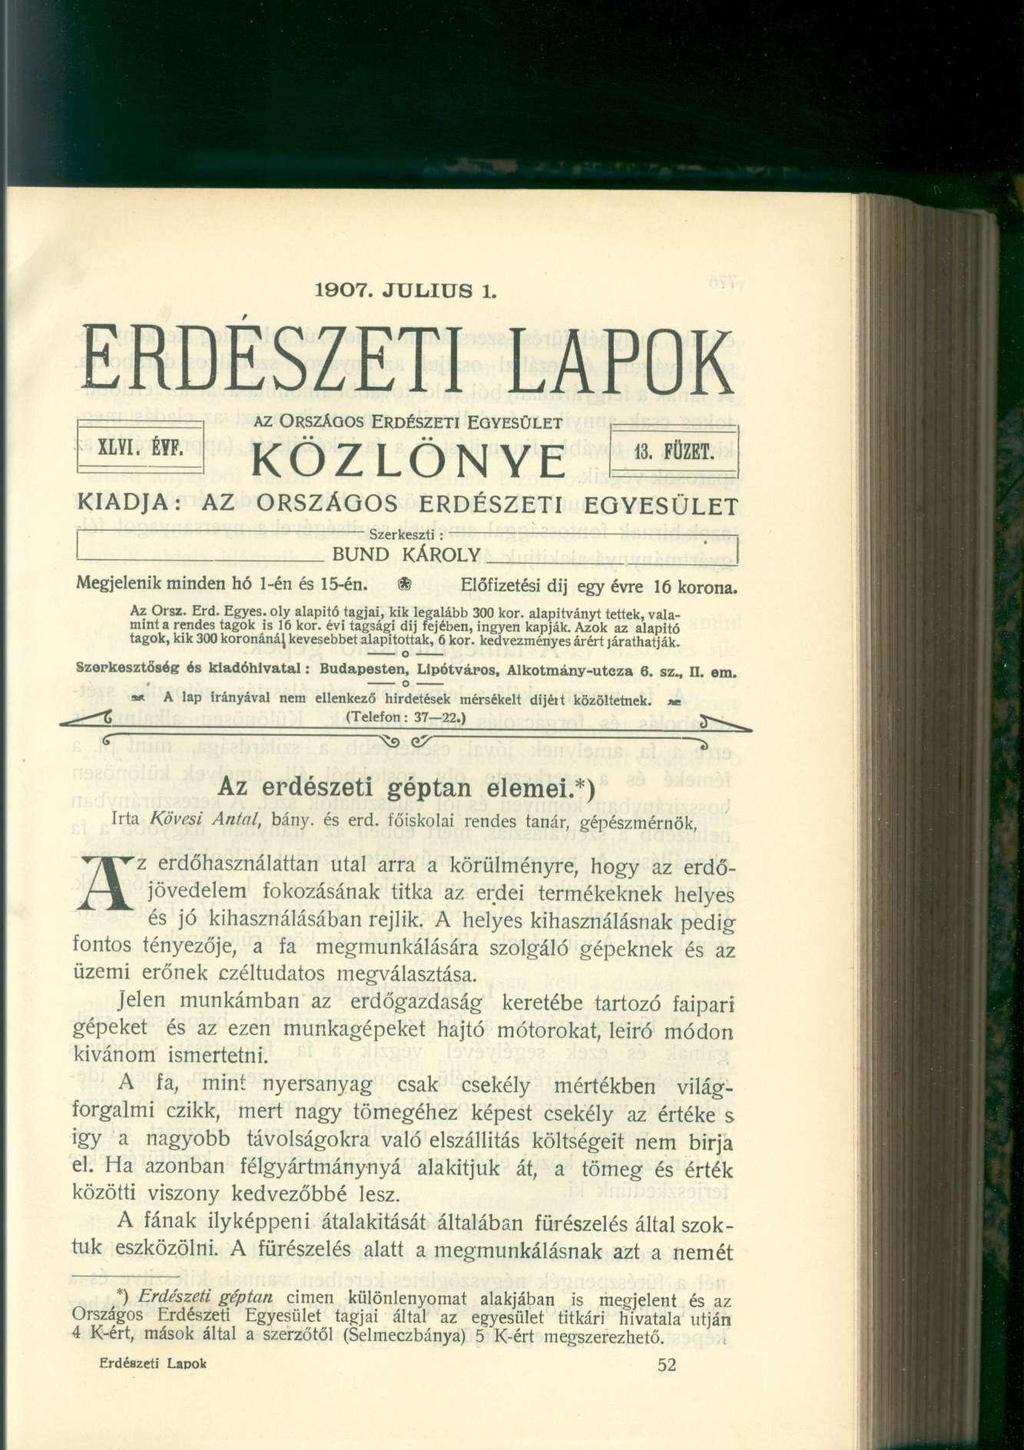 1907. JULIUS 1.
ERDÉSZETI LAPOK
AZ ORSZÁGOS ERDÉSZETI EGYESÜLET
XLVI. ÉVF.
KÖZLÖNYE
13. FÜZET.
KIADJA: AZ ORSZÁGOS ERDÉSZETI EGYESÜLET
Szerkeszti:
BUND KÁROLY
Megjelenik minden hó 1-én és 15-én. Előfizetési dij egy évre 16 korona.
Az Orsz. Erd. Egyes. oly alapitó tagjai, kik legalább 300 kor. alapitványt tettek, vala-
mint a rendes tagok is 16 kor. évi tagsági dij fejében, ingyen kapják. Azok az alapitó
tagok, kik 300 koronánál kevesebbet alapitottak, 6 kor. kedvezményes árért járathatják.
Szerkesztőség és kiadóhivatal: Budapesten, Lipótváros, Alkotmány-utcza 6. sz., II. em.
A lap irányával nem ellenkező hirdetések mérsékelt dijért közöltetnek.
(Telefon: 37—22.)
Az erdészeti géptan elemei.*)
Irta Kövesi Antal, bány. és erd. főiskolai rendes tanár, gépészmérnök,
Az erdőhasználattan utal arra a körülményre, hogy az erdő-
jövedelem fokozásának titka az erdei termékeknek helyes
és jó kihasználásában rejlik. A helyes kihasználásnak pedig
fontos tényezője, a fa megmunkálására szolgáló gépeknek és az
üzemi erőnek czéltudatos megválasztása.
Jelen munkámban az erdőgazdaság keretébe tartozó faipari
gépeket és az ezen munkagépeket hajtó mótorokat, leiró módon
kivánom ismertetni.
A fa, mint nyersanyag csak csekély mértékben világ-
forgalmi czikk, mert nagy tömegéhez képest csekély az értéke s
igy a nagyobb távolságokra való elszállitás költségeit nem birja
el. Ha azonban félgyártmánynyá alakitjuk át, a tömeg és érték
közötti viszony kedvezőbbé lesz.
A fának ilyképpeni átalakitását általában fürészelés által szok-
tuk eszközölni. A fürészelés alatt a megmunkálásnak azt a nemét
*) Erdészeti géptan cimen különlenyomat alakjában is megjelent és az
Országos Erdészeti Egyesület tagjai által az egyesület titkári hivatala utján
4 K-ért, mások által a szerzőtől (Selmeczbánya) 5 K-ért megszerezhető.
Erdészeti Lapok 52